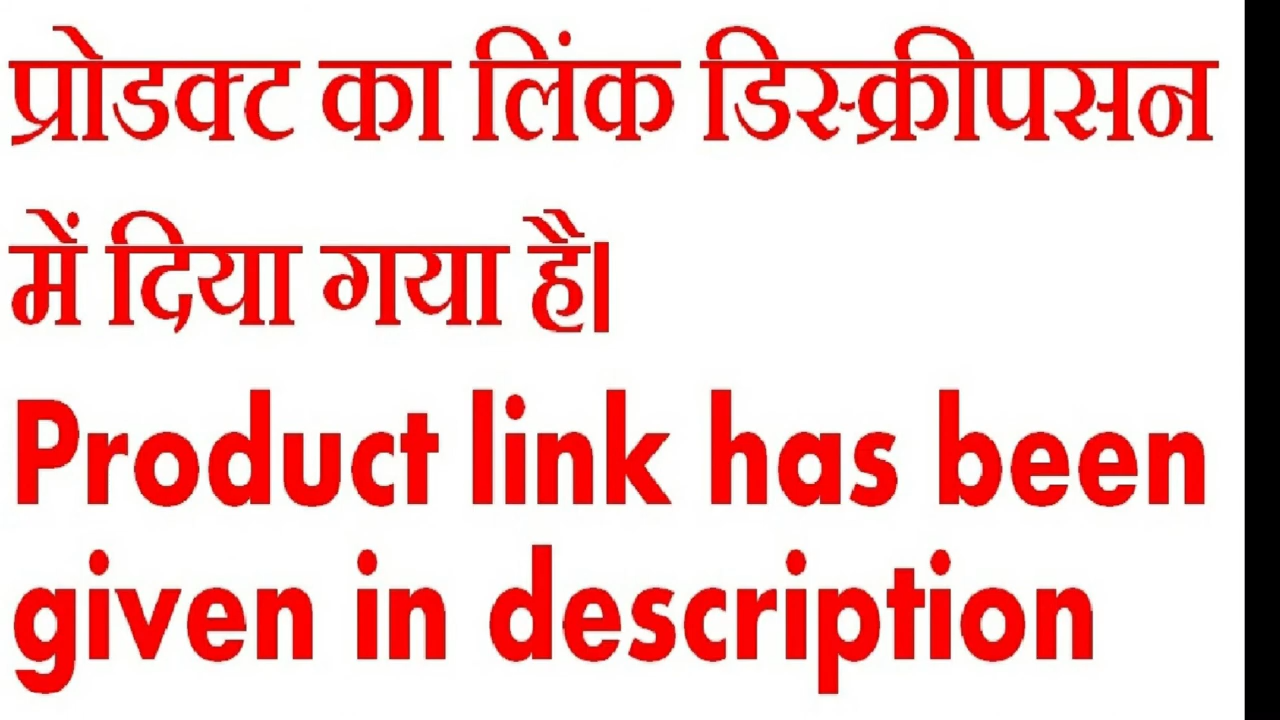 प्रोडक्ट का लिंक डिस्क्रीपसन
में दिया गया है।
Product link has been
given in description